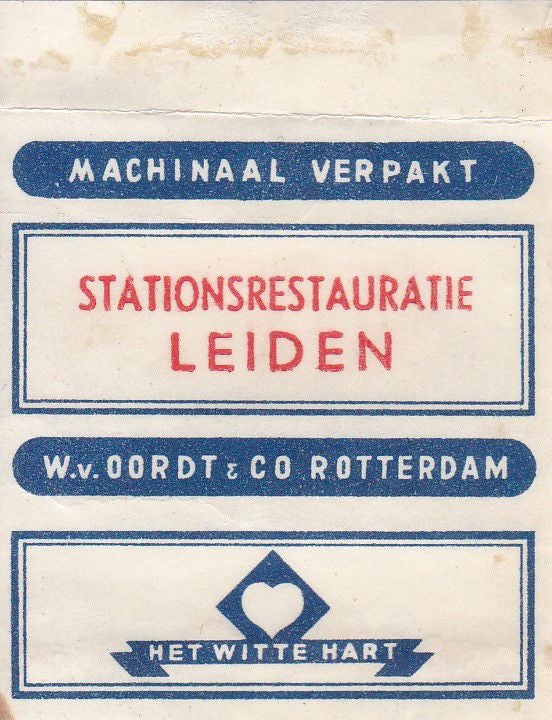 MACHINAAL VERPAKT
STATIONSRESTAURATIE
LEIDEN
W.v. OORDT & CO ROTTERDAM
HET WITTE HART